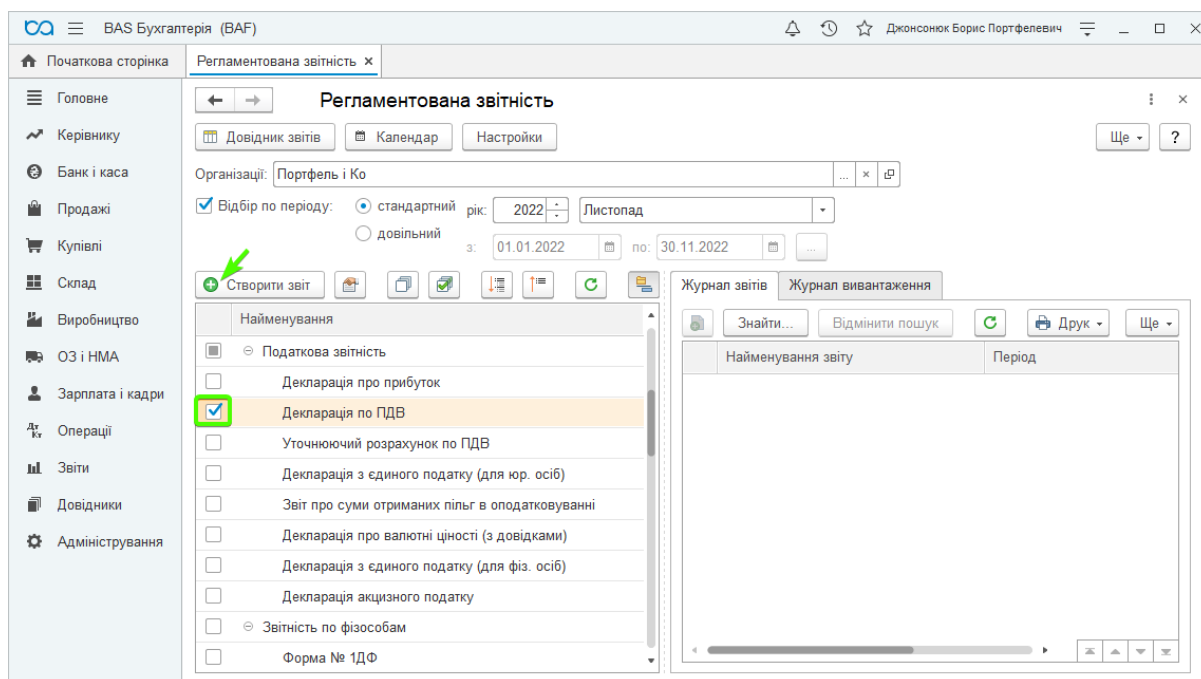 BAS Бухгалтерія (BAF)
Джонсонюк Борис Портфелевич
Початкова сторінка
Регламентована звітність
Головне
Керівнику
Банк і каса
Продажі
Купівлі
Склад
Виробництво
ОЗ і НМА
Зарплата і кадри
Дт Кт Операції
Звіти
Довідники
Адміністрування
Регламентована звітність
Довідник звітів Календар Настройки Ще ?
Організації: Портфель і Ко ...
Відбір по періоду: стандартний рік: 2022 Листопад
довільний з: 01.01.2022 по: 30.11.2022 ...
Створити звіт
Найменування
Податкова звітність
Декларація про прибуток
Декларація по ПДВ
Уточнюючий розрахунок по ПДВ
Декларація з єдиного податку (для юр. осіб)
Звіт про суми отриманих пільг в оподатковуванні
Декларація про валютні цінності (з довідками)
Декларація з єдиного податку (для фіз. осіб)
Декларація акцизного податку
Звітність по фізособам
Форма № 1ДФ
Журнал звітів Журнал вивантаження
Знайти... Відмінити пошук Друк Ще
Найменування звіту Період